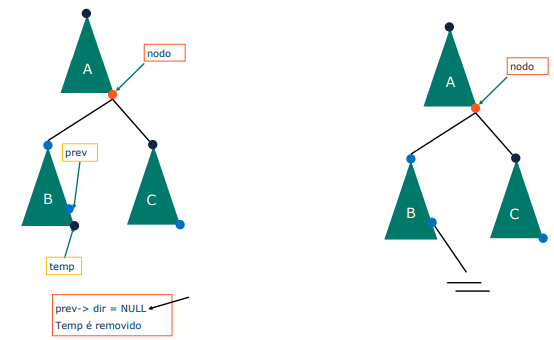 A
nodo
prev
B
C
temp
prev-> dir = NULL
Temp é removido
A
nodo
B
C